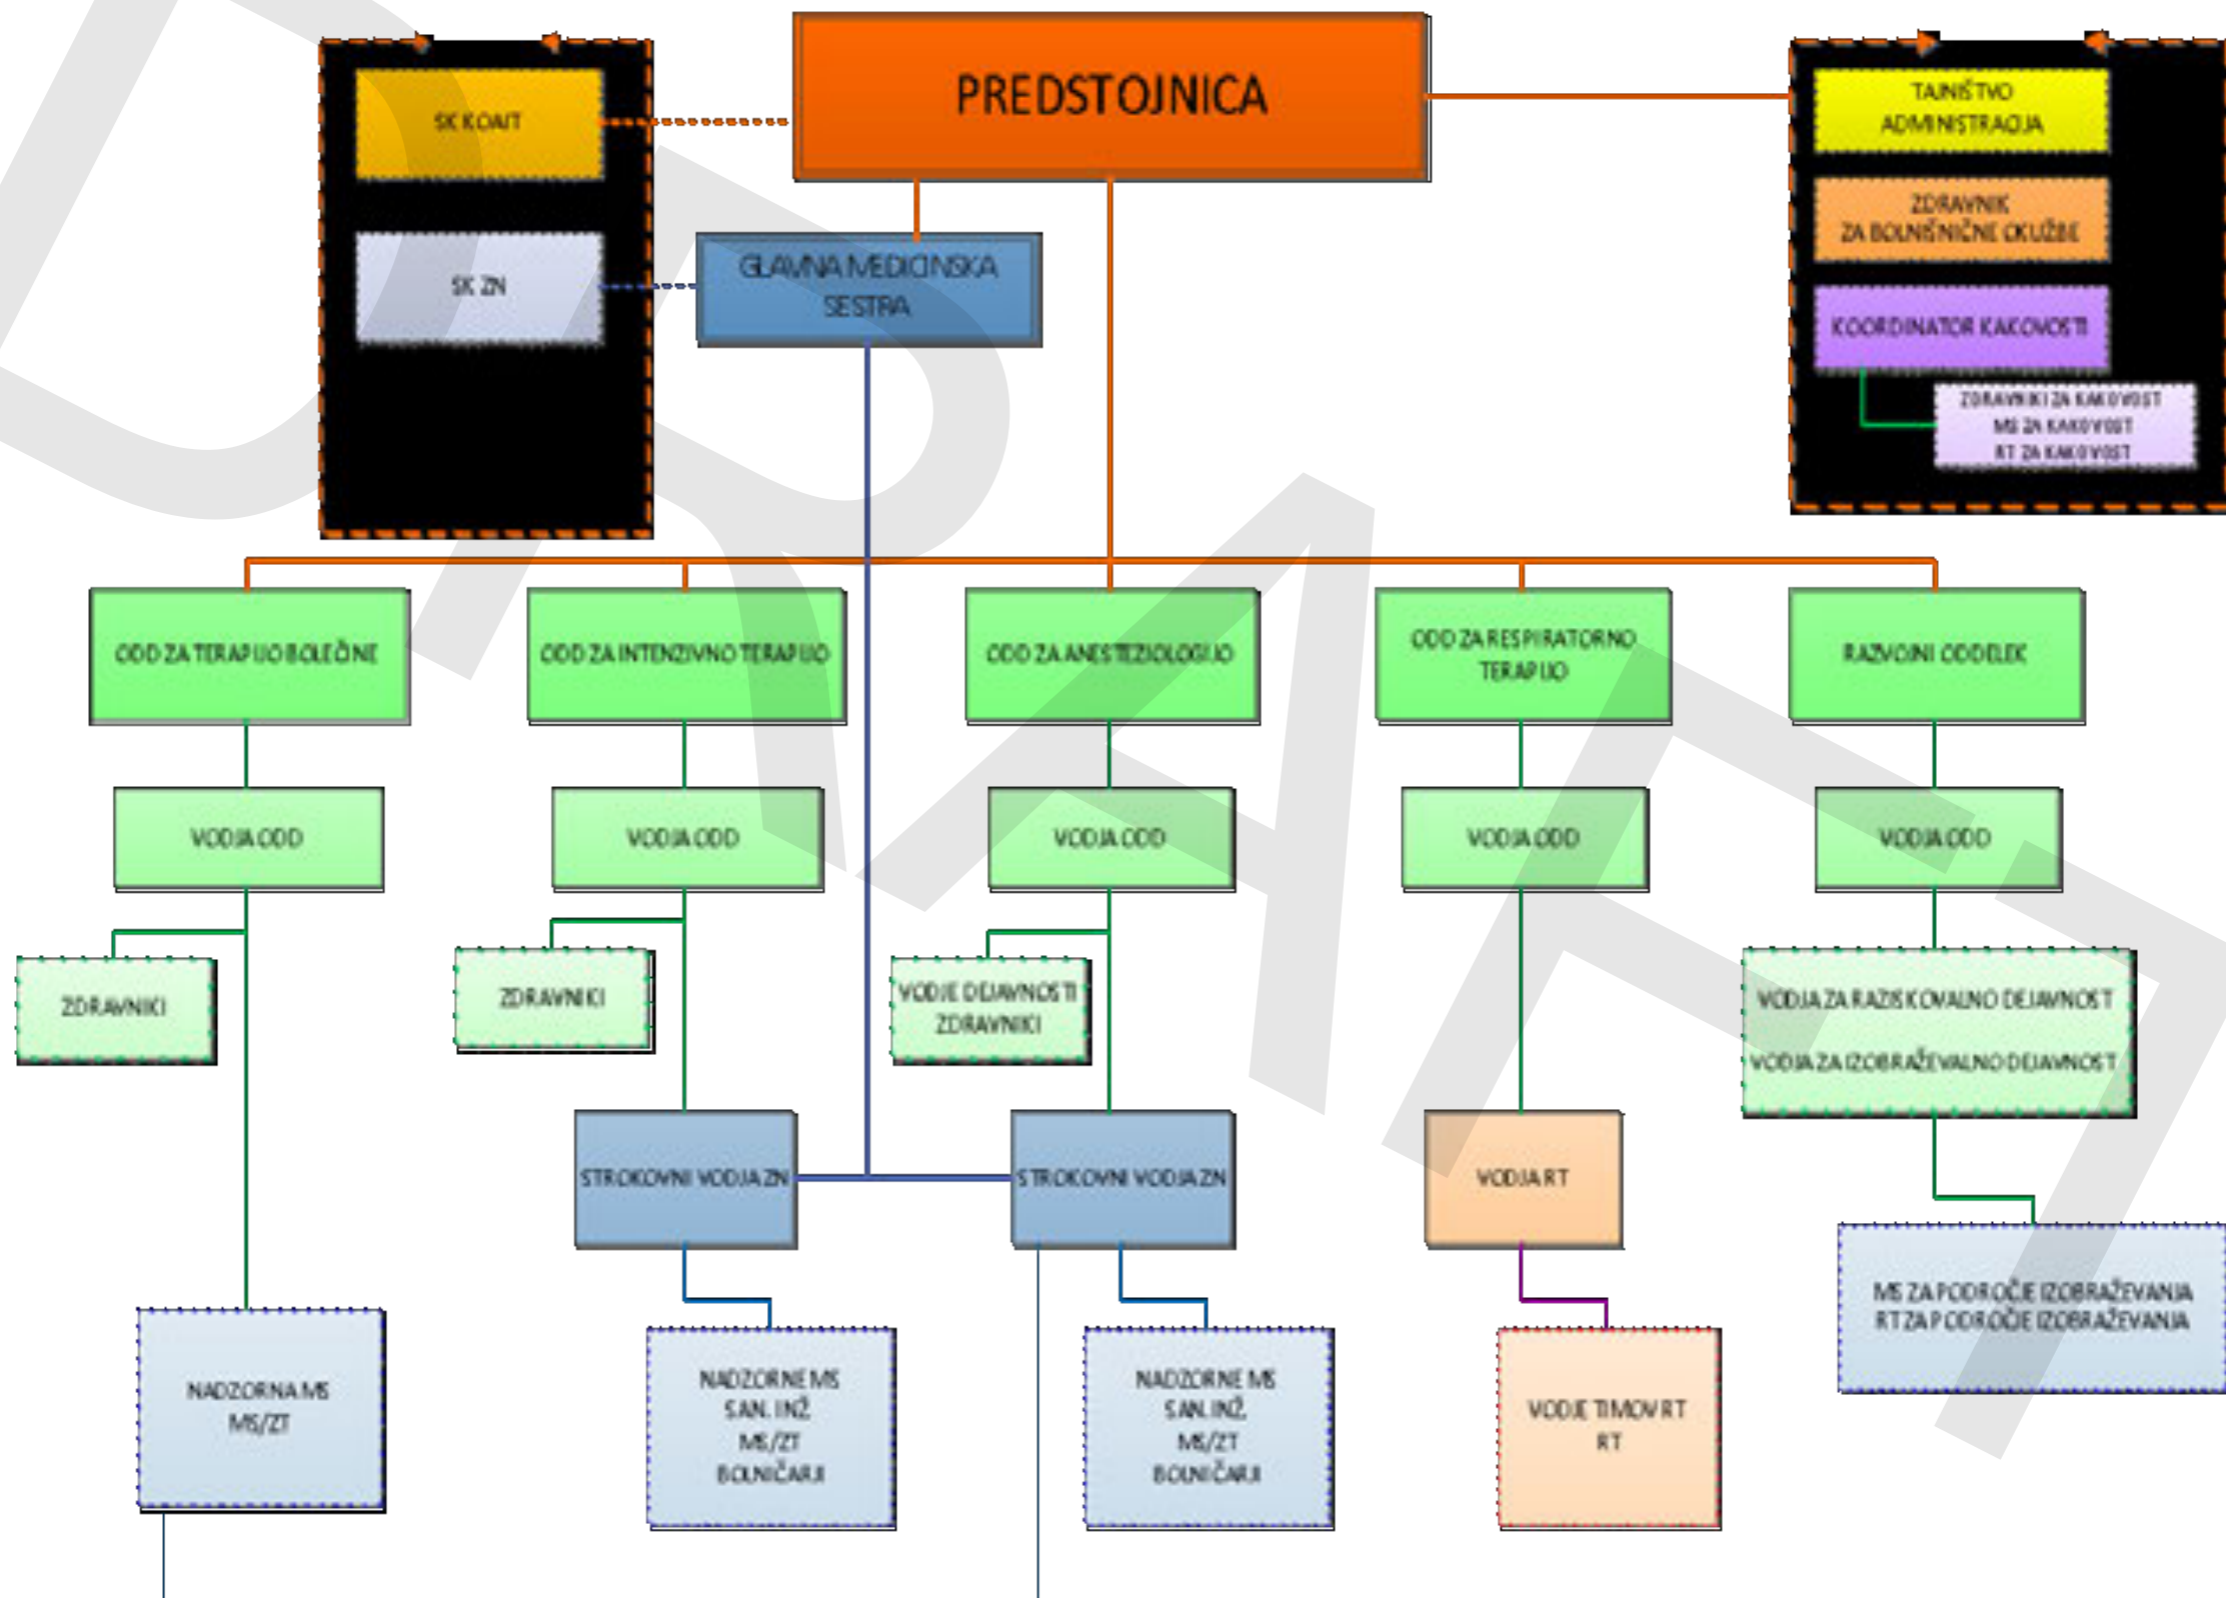 PREDSTOJNICA
SK KOAIT
SK ZN
GLAVNA MEDICINSKA
SESTRA
TAJNIŠTVO
ADMINISTRACIJA
ZDRAVNIK
ZA BOLNIŠNIČNE OKUŽBE
KOORDINATOR KAKOVOSTI
ZDRAVNIKI ZA KAKOVOST
MS ZA KAKOVOST
RT ZA KAKOVOST
ODD ZA TERAPIJO BOLEČINE
ODD ZA INTENZIVNO TERAPIJO
ODD ZA ANESTEZIOLOGIJO
ODD ZA RESPIRATORNO
TERAPIJO
RAZVOJNI ODDELEK
VODJA ODD
VODJA ODD
VODJA ODD
VODJA ODD
VODJA ODD
ZDRAVNIKI
ZDRAVNIKI
VODJE DEJAVNOSTI
ZDRAVNIKI
VODJA ZA RAZISKOVALNO DEJAVNOST
VODJA ZA IZOBRAŽEVALNO DEJAVNOST
STROKOVNI VODJA ZN
STROKOVNI VODJA ZN
VODJA RT
MS ZA PODROČJE IZOBRAŽEVANJA
RT ZA PODROČJE IZOBRAŽEVANJA
NADZORNA MS
MS/ZT
NADZORNE MS
SAN. INŽ
MS/ZT
BOLNIČARJI
NADZORNE MS
SAN. INŽ.
MS/ZT
BOLNIČARJI
VODJE TIMOV RT
RT
DRAFT